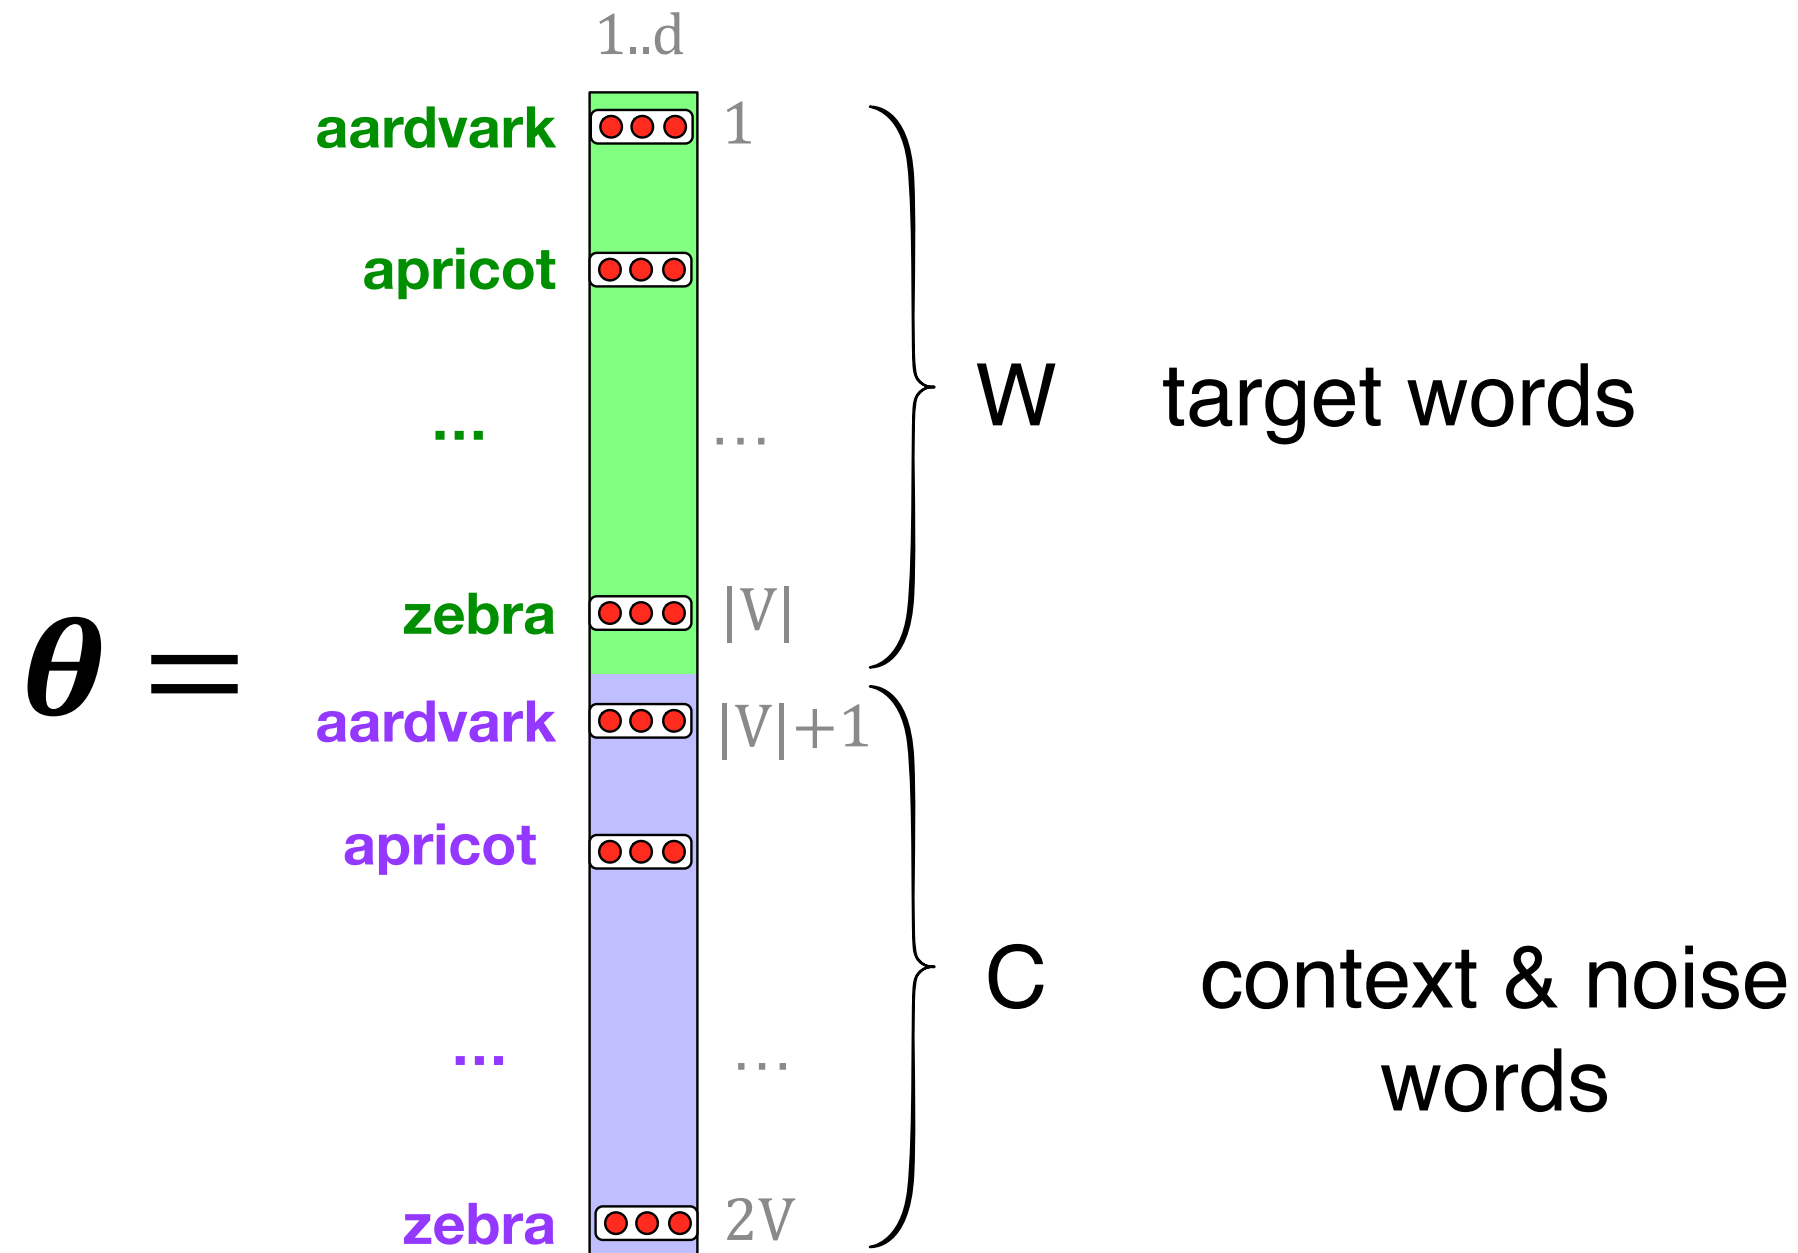 1..d
aardvark 1
apricot
... ...
W target words
zebra |V|
θ =
aardvark |V|+1
apricot
C context & noise
words
... ...
zebra 2V